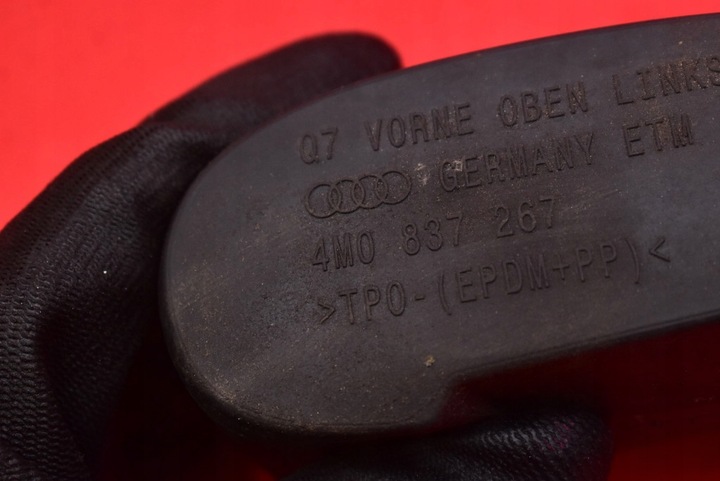 Q7 VORNE OBEN LINKS
GERMANY ETM
4M0 837 267
>TPO-(EPDM+PP)<